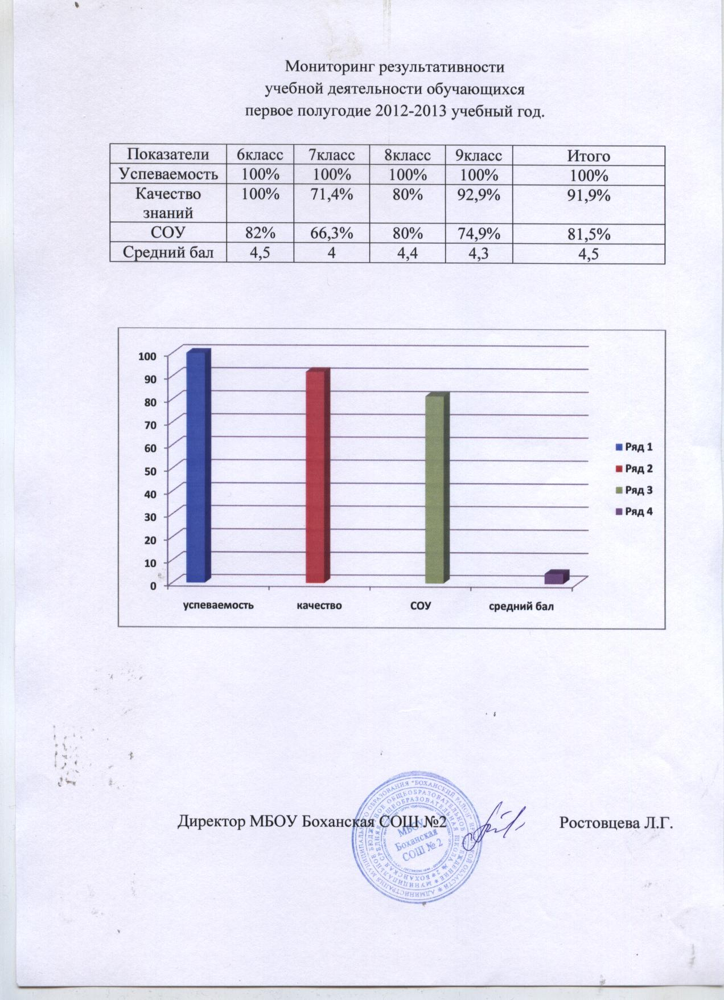 Мониторинг результативности
учебной деятельности обучающихся
первое полугодие 2012-2013 учебный год.
Показатели 6класс 7класс 8класс 9класс Итого
Успеваемость 100% 100% 100% 100% 100%
Качество знаний 100% 71,4% 80% 92,9% 91,9%
СОУ 82% 66,3% 80% 74,9% 81,5%
Средний бал 4,5 4 4,4 4,3 4,5
100
90
80
70
60
50
40
30
20
10
0
успеваемость качество СОУ средний бал
Ряд 1
Ряд 2
Ряд 3
Ряд 4
Директор МБОУ Боханская СОШ №2 Ростовцева Л.Г.
МБОУ
Боханская
СОШ № 2